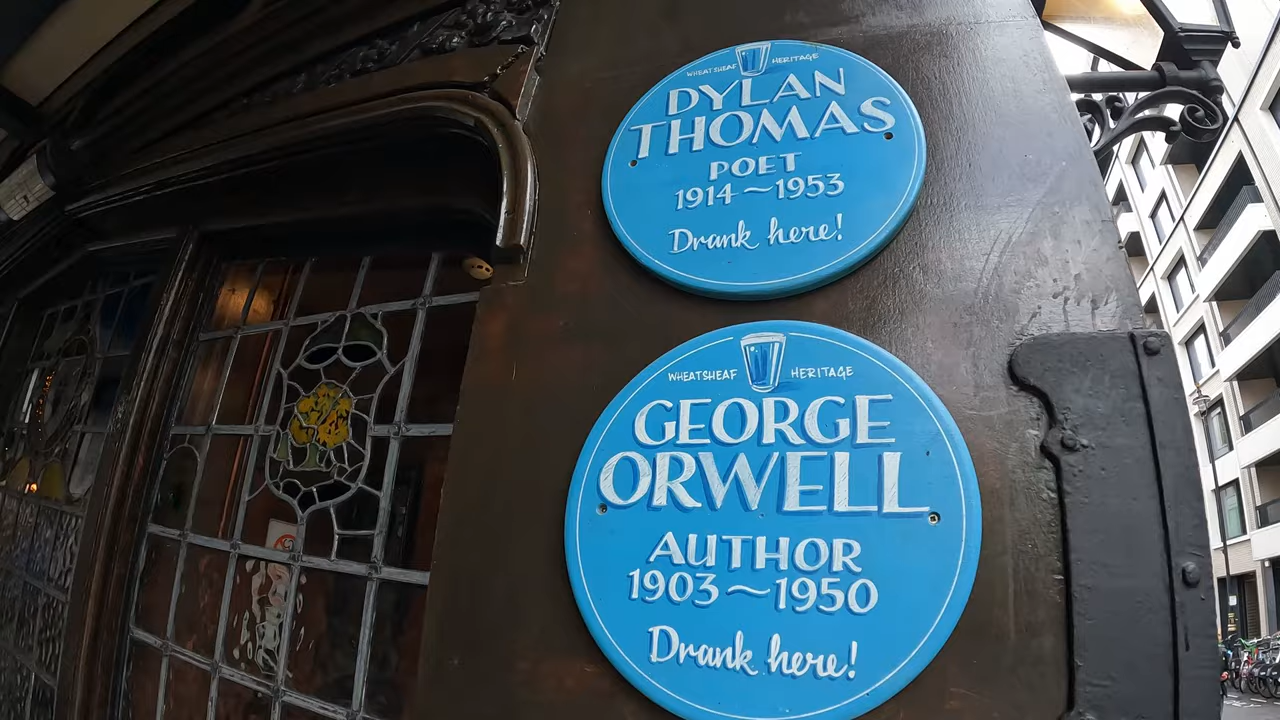 WHEATSHEAF HERITAGE
DYLAN
THOMAS
POET
1914~1953
Drank here!
WHEATSHEAF HERITAGE
GEORGE
ORWELL
AUTHOR
1903~1950
Drank here!